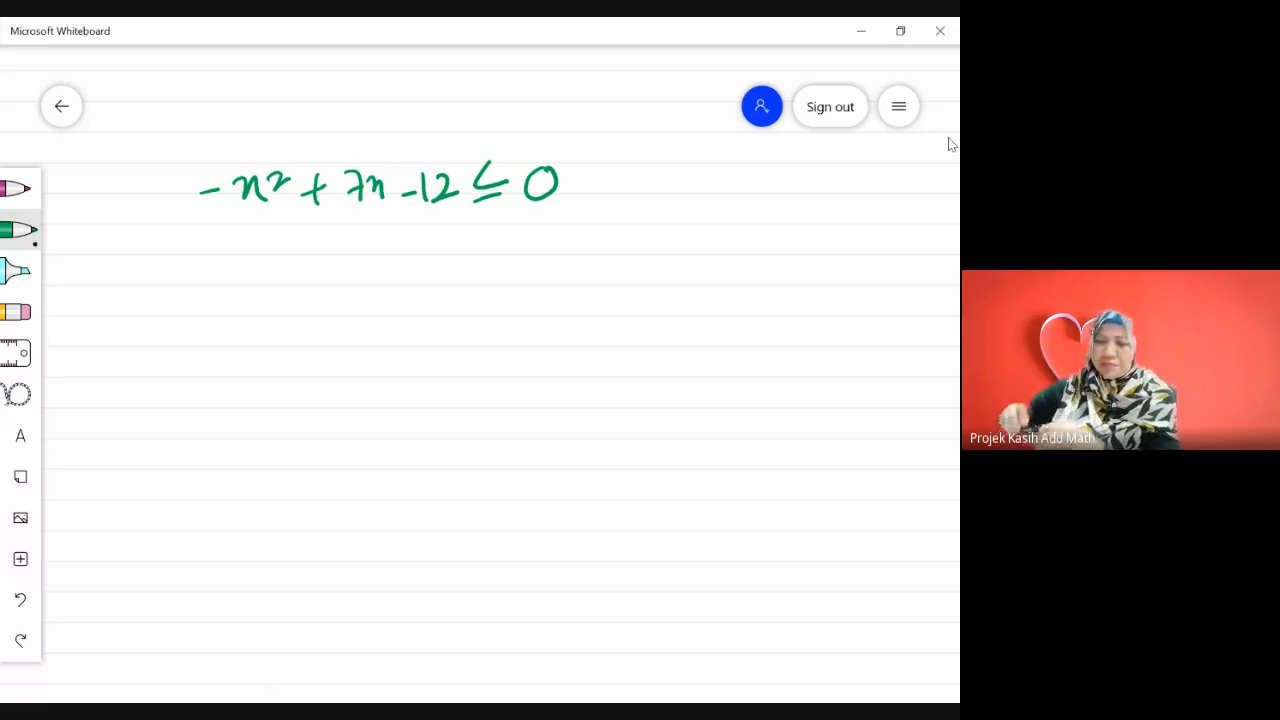 Microsoft Whiteboard
Sign out
-x² + 7x -12 ≤ 0
A
Projek Kasih Add Math